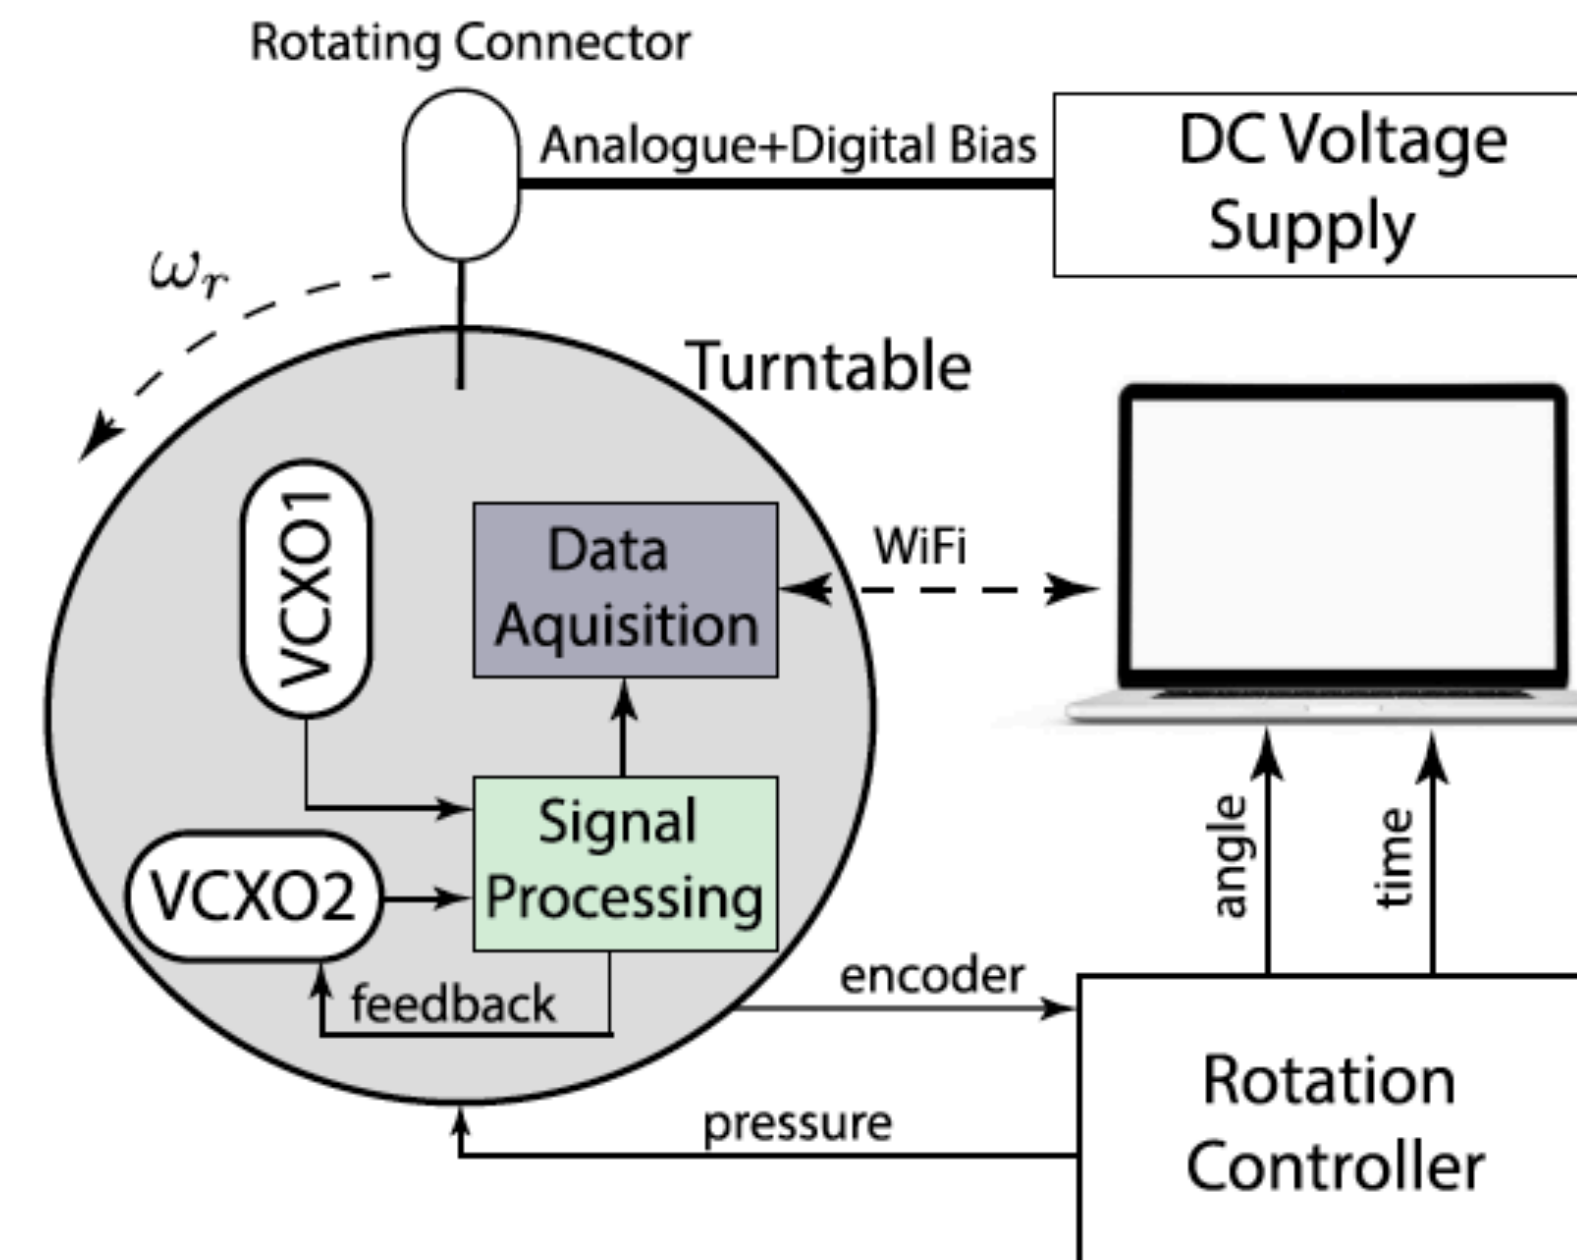 Rotating Connector
Analogue+Digital Bias
DC Voltage
Supply
ωr
Turntable
VCXO1
Data
Aquisition
WiFi
Signal
Processing
VCXO2
feedback
angle
time
encoder
pressure
Rotation
Controller